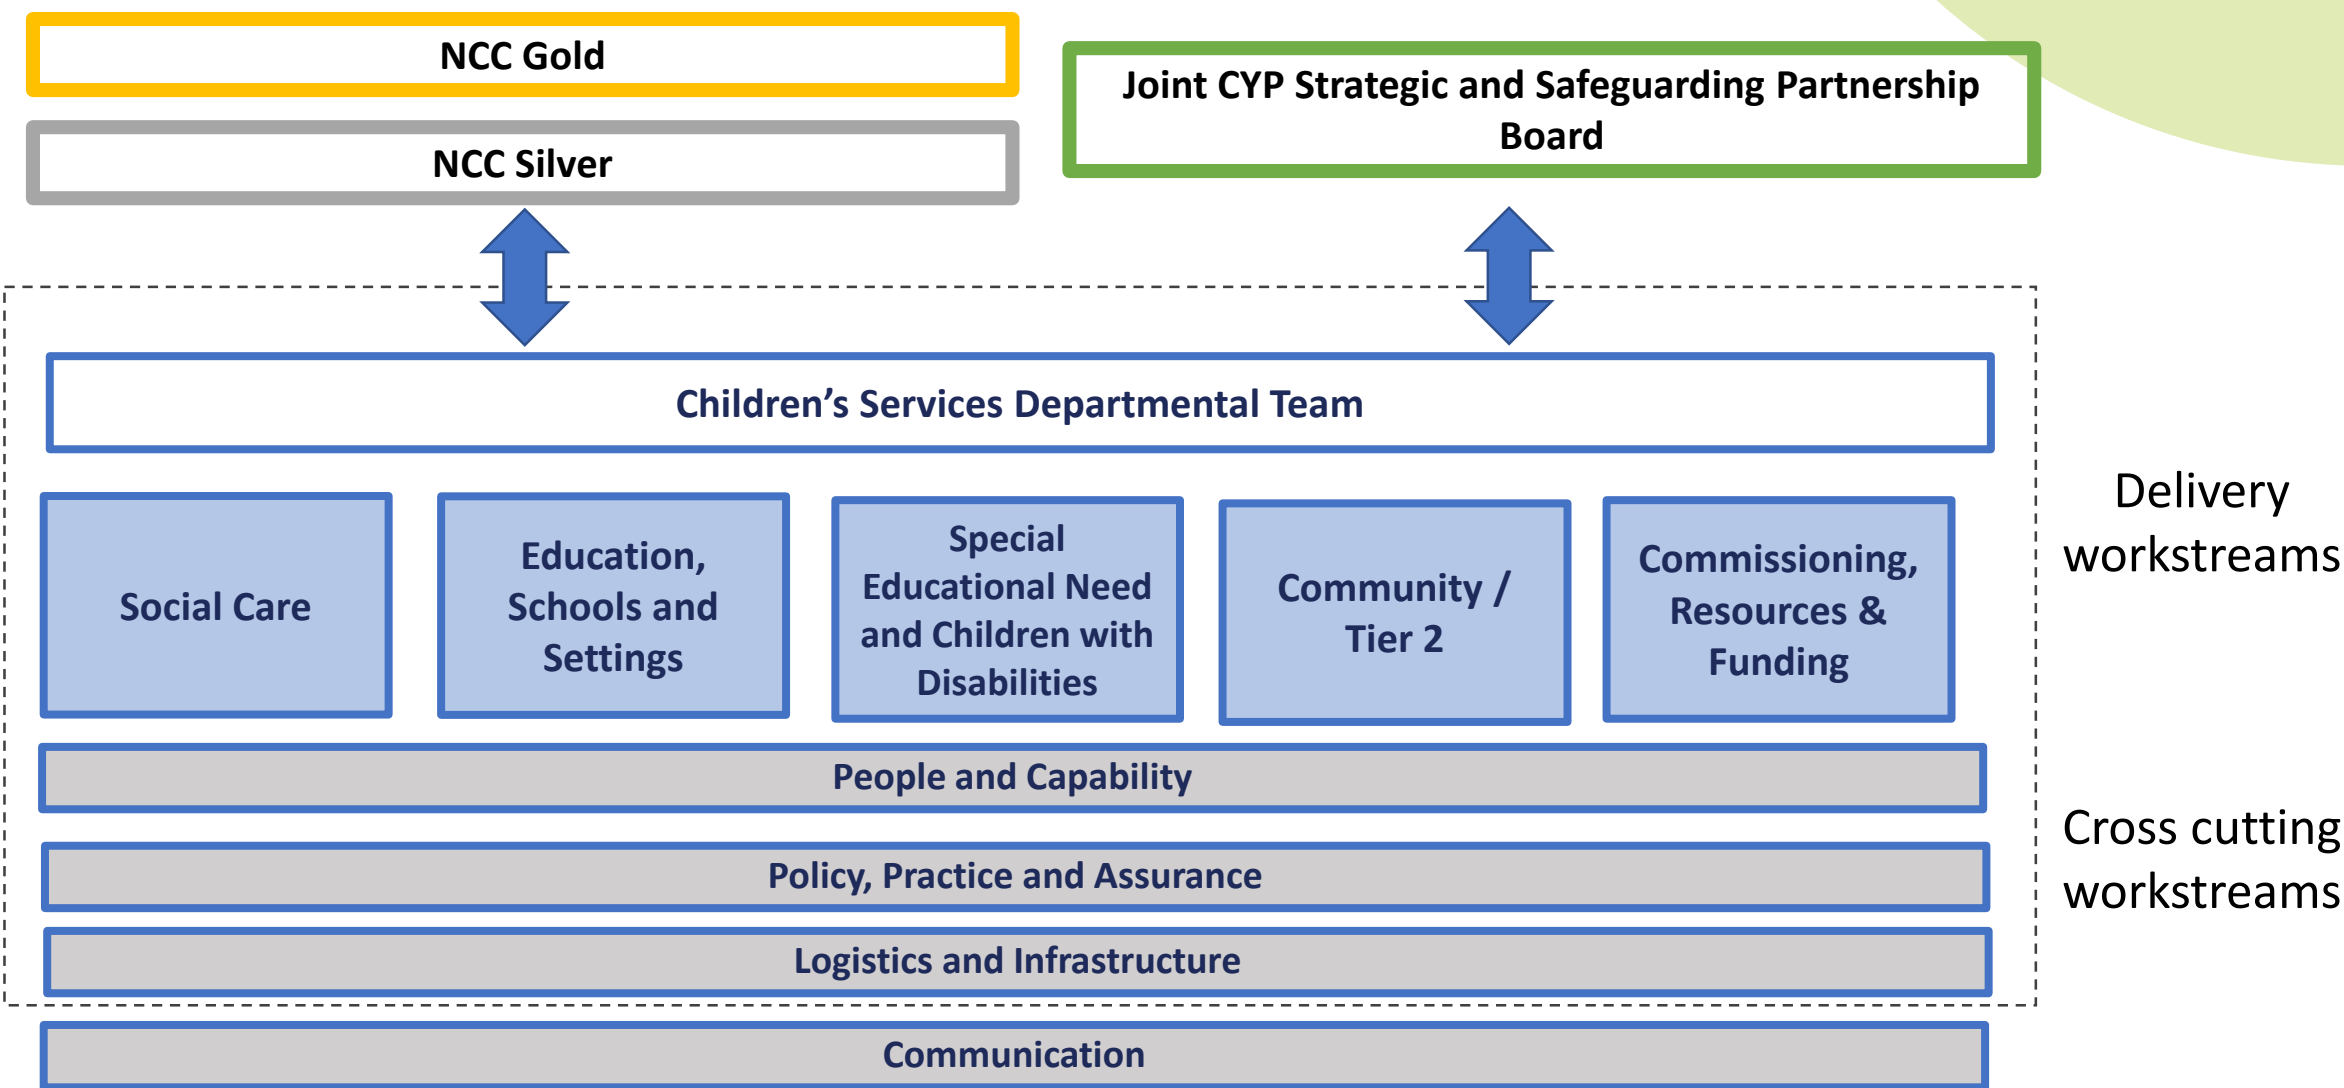 NCC Gold
NCC Silver
Joint CYP Strategic and Safeguarding Partnership
Board
Children’s Services Departmental Team
Social Care
Education,
Schools and
Settings
Special
Educational Need
and Children with
Disabilities
Community /
Tier 2
Commissioning,
Resources &
Funding
Delivery
workstreams
People and Capability
Policy, Practice and Assurance
Logistics and Infrastructure
Communication
Cross cutting
workstreams